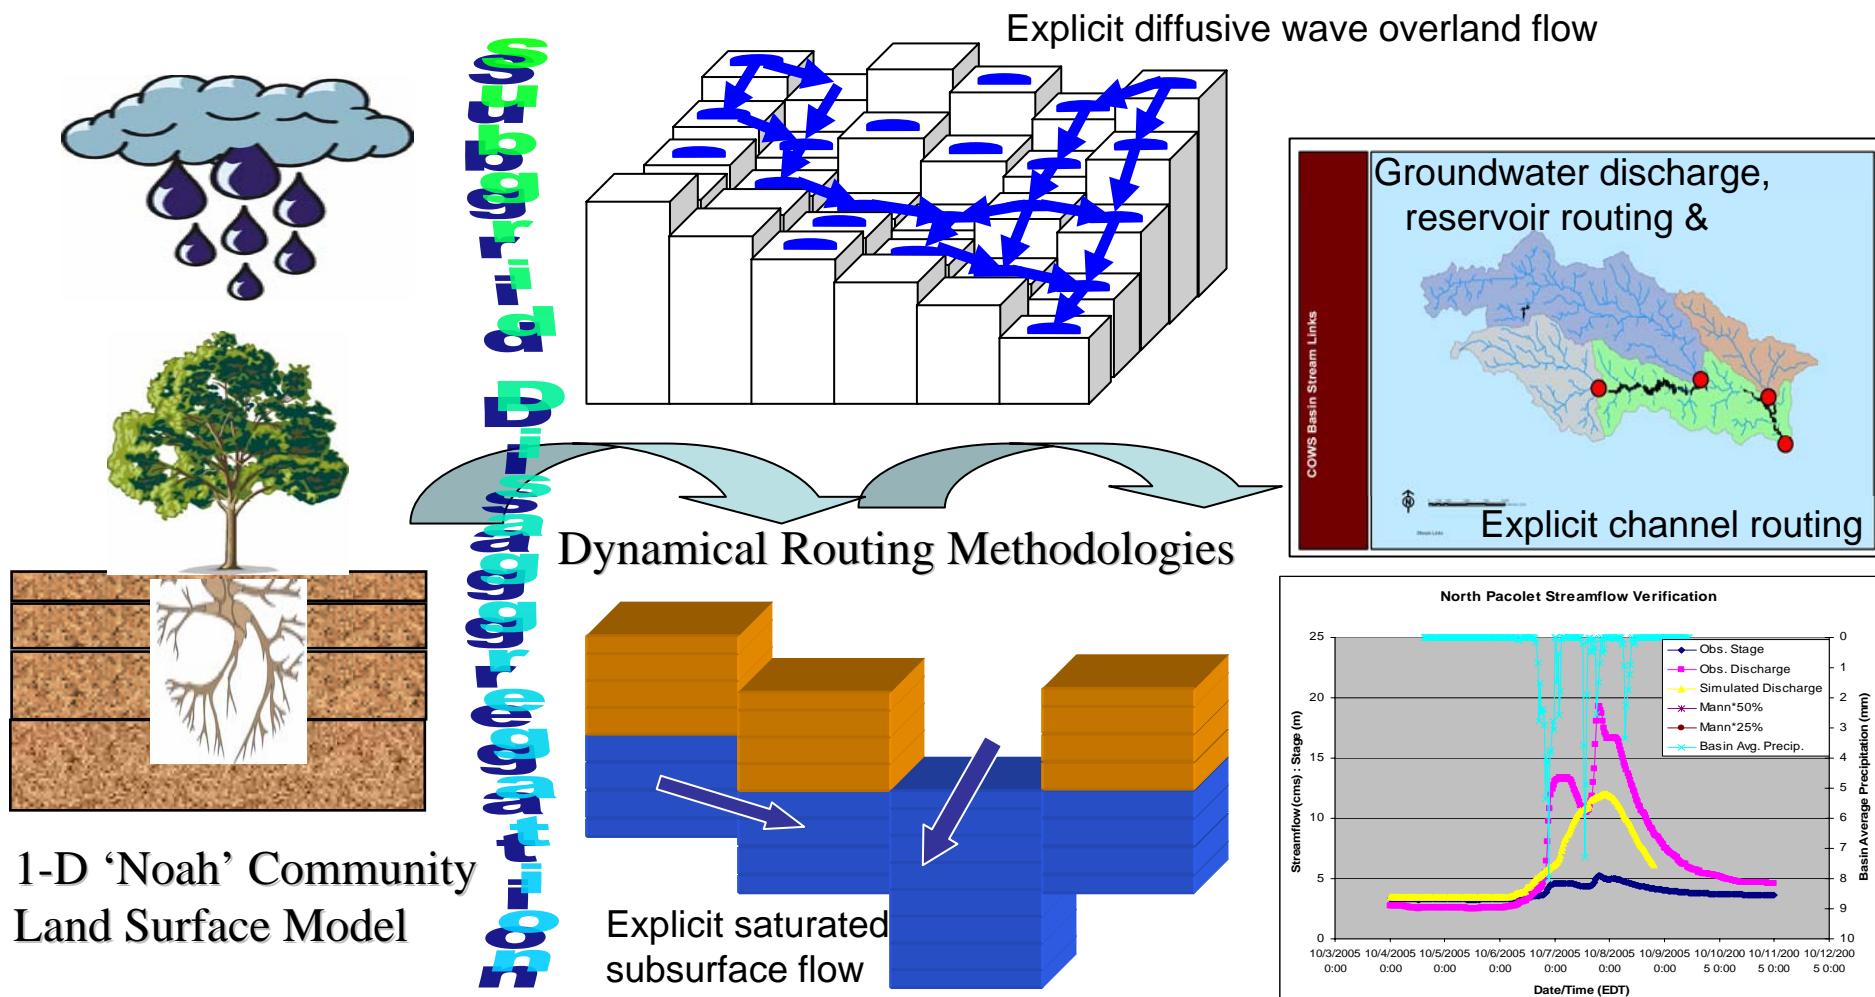 Explicit diffusive wave overland flow
Subgrid Disaggregation
Groundwater discharge,
reservoir routing &
COWS Basin Stream Links
N
Explicit channel routing
Dynamical Routing Methodologies
1-D ‘Noah’ Community
Land Surface Model
Explicit saturated
subsurface flow
North Pacolet Streamflow Verification
Obs. Stage
Obs. Discharge
Simulated Discharge
Mann*50%
Mann*25%
Basin Avg. Precip.
Streamflow (cms) : Stage (m)
25
20
15
10
5
0
Basin Average Precipitation (mm)
0
1
2
3
4
5
6
7
8
9
10
10/3/2005 10/4/2005 10/5/2005 10/6/2005 10/7/2005 10/8/2005 10/9/2005 10/10/200 10/11/200 10/12/200
0:00 0:00 0:00 0:00 0:00 0:00 0:00 5 0:00 5 0:00 5 0:00
Date/Time (EDT)